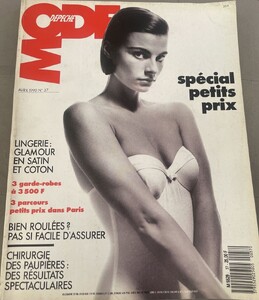 DEPECHE
MODE
spécial
petits
prix
LINGERIE:
GLAMOUR
EN SATIN
ET COTON
3 garde-robes
à 3 500 F
3 parcours
petits prix dans Paris
BIEN ROULÉES?
PAS SI FACILE D'ASSURER
CHIRURGIE
DES PAUPIÈRES:
DES RÉSULTATS
SPECTACULAIRES